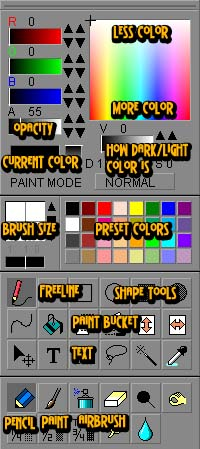 R 0
LESS COLOR
G 0
B 0
A 55
MORE COLOR
OPACITY
V 0
HOW DARK/LIGHT
CURRENT COLOR
COLOR IS
D 1
S 0
PAINT MODE
NORMAL
BRUSH SIZE
PRESET COLORS
FREELINE
SHAPE TOOLS
PAINT BUCKET
T
TEXT
PENCIL PAINT AIRBRUSH